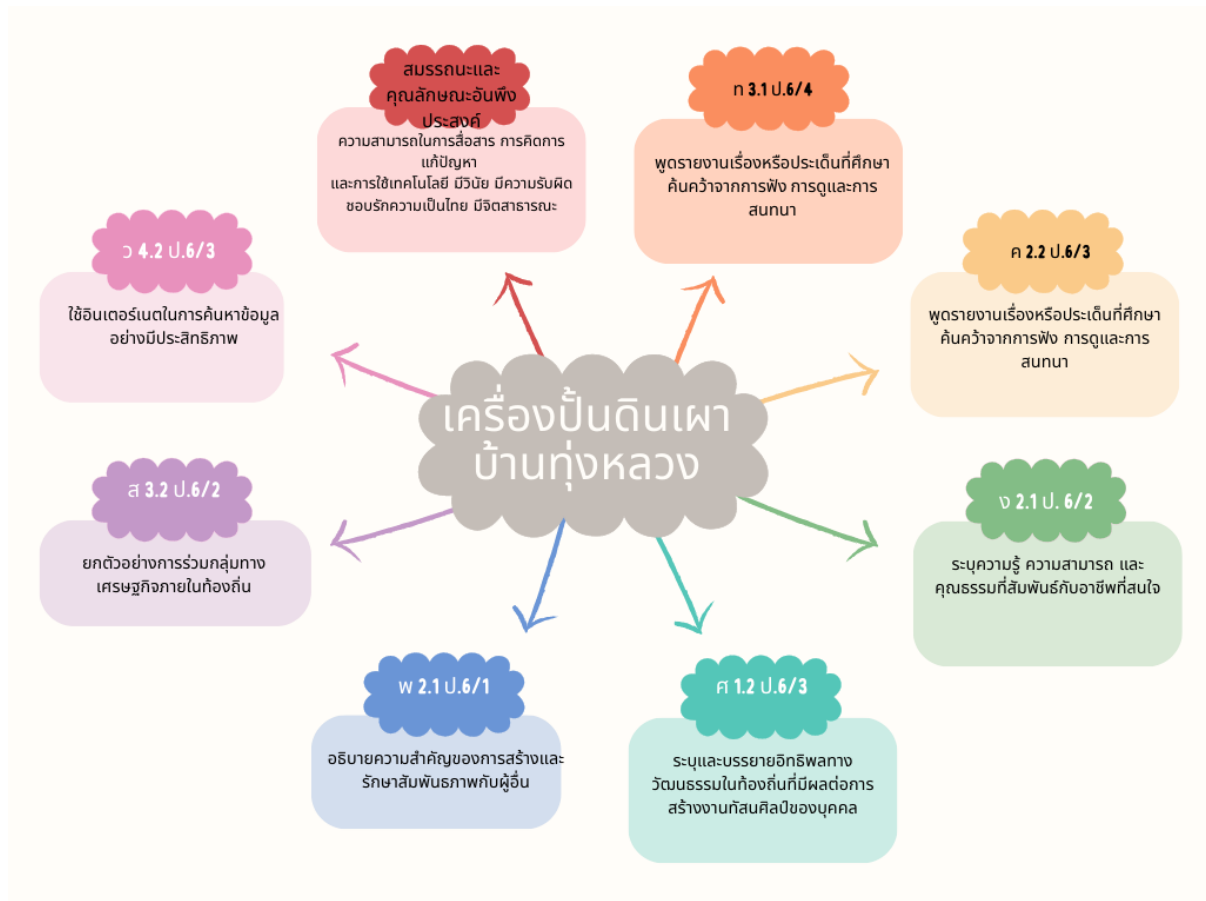 สมรรถนะและ
คุณลักษณะอันพึง
ประสงค์
ความสามารถในการสื่อสาร การคิดการ
แก้ปัญหา
และการใช้เทคโนโลยี มีวินัย มีความรับผิด
ชอบรักความเป็นไทย มีจิตสาธารณะ
ท 3.1 ป.6/4
พูดรายงานเรื่องหรือประเด็นที่ศึกษา
ค้นคว้าจากการฟัง การดูและการ
สนทนา
ว 4.2 ป.6/3
ใช้อินเตอร์เนตในการค้นหาข้อมูล
อย่างมีประสิทธิภาพ
ค 2.2 ป.6/3
พูดรายงานเรื่องหรือประเด็นที่ศึกษา
ค้นคว้าจากการฟัง การดูและการ
สนทนา
เครื่องปั้นดินเผา
บ้านทุ่งหลวง
ส 3.2 ป.6/2
ยกตัวอย่างการร่วมกลุ่มทาง
เศรษฐกิจภายในท้องถิ่น
ง 2.1 ป. 6/2
ระบุความรู้ ความสามารถ และ
คุณธรรมที่สัมพันธ์กับอาชีพที่สนใจ
พ 2.1 ป.6/1
อธิบายความสำคัญของการสร้างและ
รักษาสัมพันธภาพกับผู้อื่น
ศ 1.2 ป.6/3
ระบุและบรรยายอิทธิพลทาง
วัฒนธรรมในท้องถิ่นที่มีผลต่อการ
สร้างงานทัสนศิลป์ของบุคคล